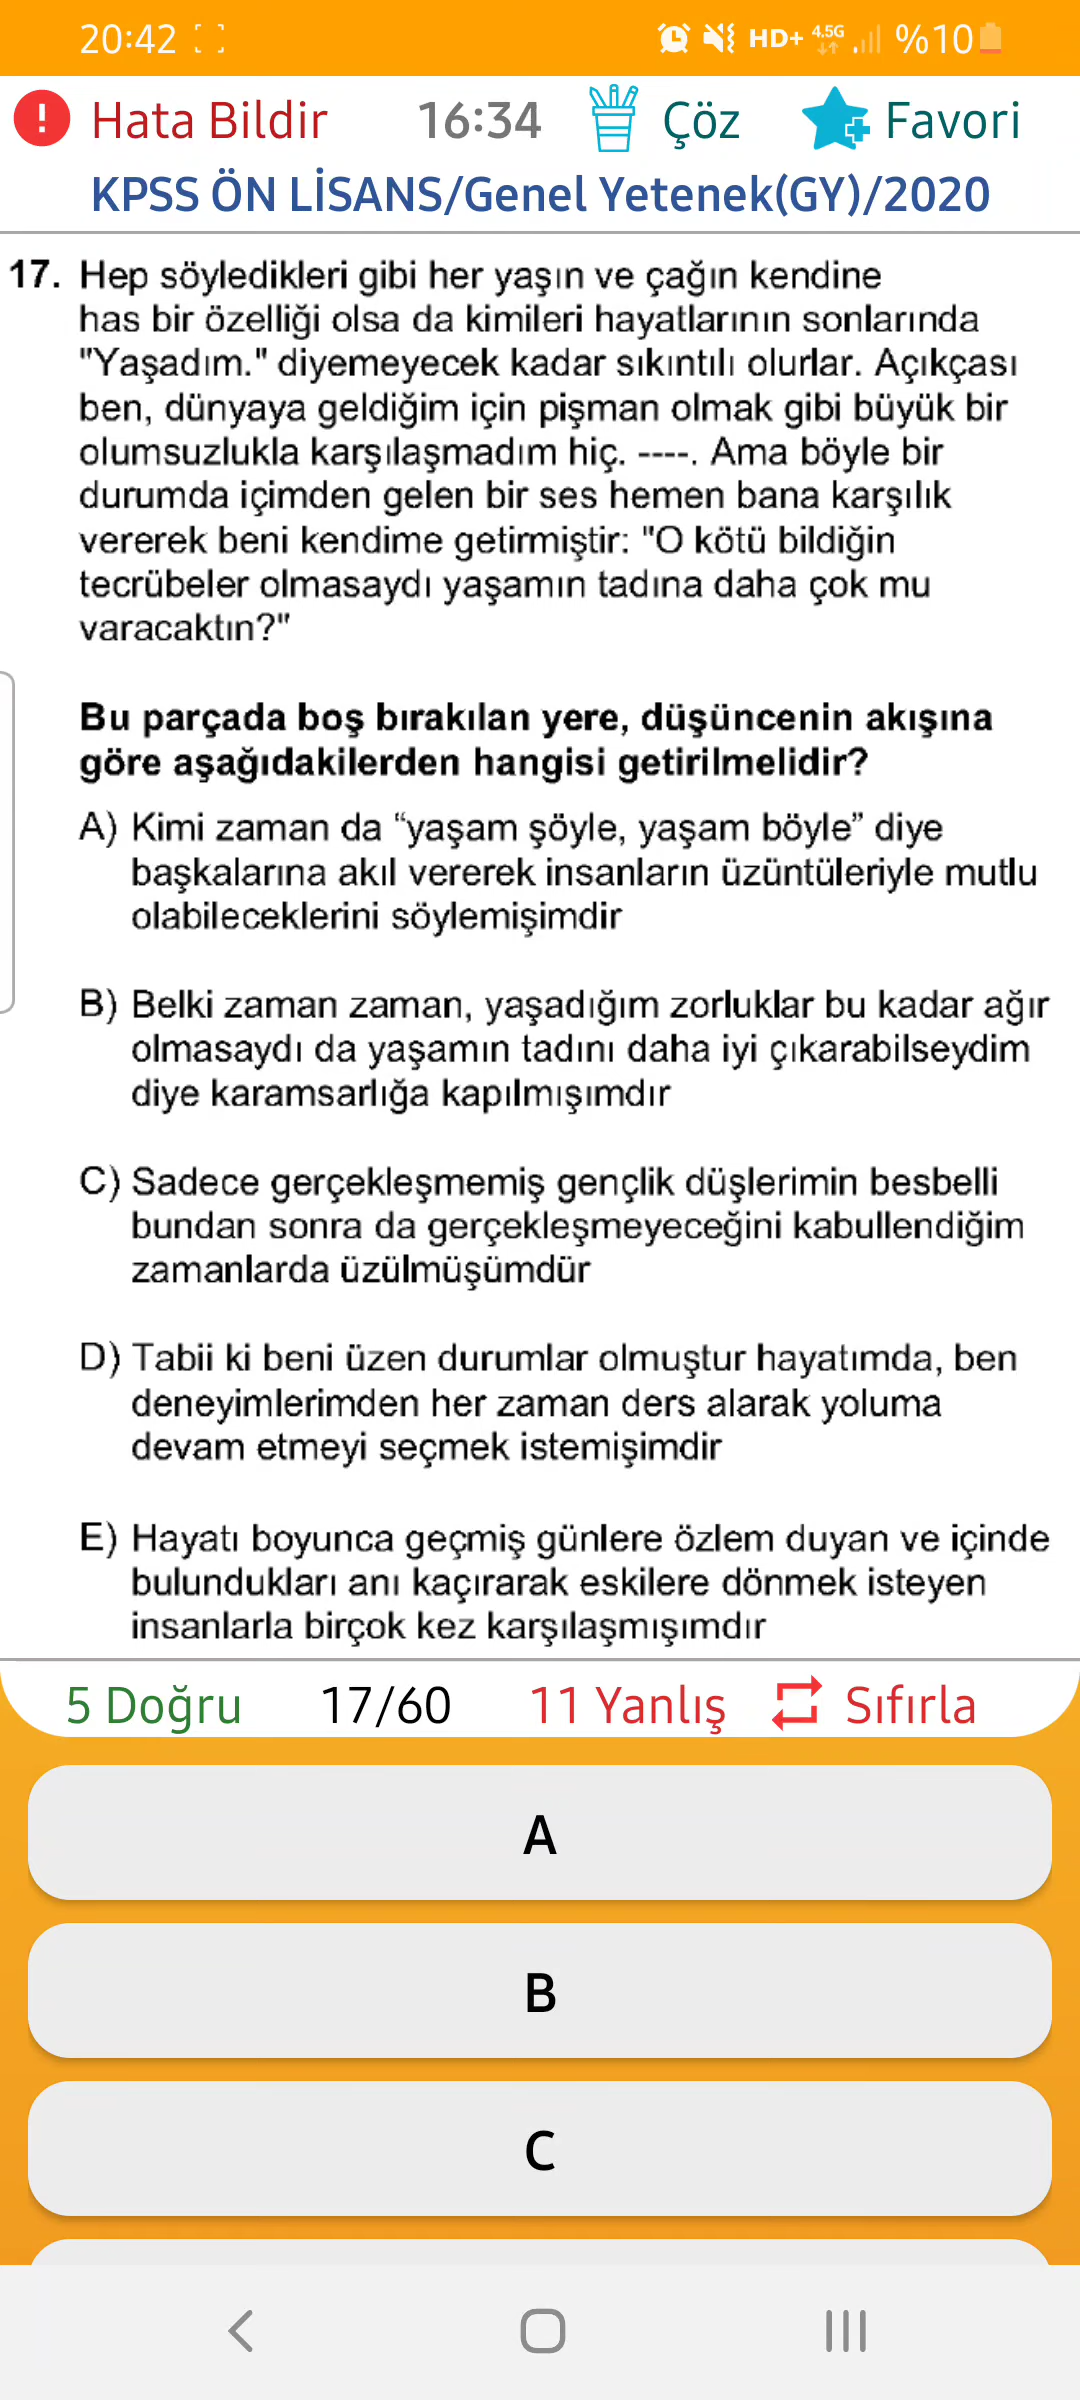 20:42 HD+ 4.5G %10
Hata Bildir 16:34 Çöz Favori
KPSS ÖN LİSANS/Genel Yetenek(GY)/2020
17. Hep söyledikleri gibi her yaşın ve çağın kendine
has bir özelliği olsa da kimileri hayatlarının sonlarında
"Yaşadım." diyemeyecek kadar sıkıntılı olurlar. Açıkçası
ben, dünyaya geldiğim için pişman olmak gibi büyük bir
olumsuzlukla karşılaşmadım hiç. ----. Ama böyle bir
durumda içimden gelen bir ses hemen bana karşılık
vererek beni kendime getirmiştir: "O kötü bildiğin
tecrübeler olmasaydı yaşamın tadına daha çok mu
varacaktın?"
Bu parçada boş bırakılan yere, düşüncenin akışına
göre aşağıdakilerden hangisi getirilmelidir?
A) Kimi zaman da “yaşam şöyle, yaşam böyle” diye
başkalarına akıl vererek insanların üzüntüleriyle mutlu
olabileceklerini söylemişimdir
B) Belki zaman zaman, yaşadığım zorluklar bu kadar ağır
olmasaydı da yaşamın tadını daha iyi çıkarabilseydim
diye karamsarlığa kapılmışımdır
C) Sadece gerçekleşmemiş gençlik düşlerimin besbelli
bundan sonra da gerçekleşmeyeceğini kabullendiğim
zamanlarda üzülmüşümdür
D) Tabii ki beni üzen durumlar olmuştur hayatımda, ben
deneyimlerimden her zaman ders alarak yoluma
devam etmeyi seçmek istemişimdir
E) Hayatı boyunca geçmiş günlere özlem duyan ve içinde
bulundukları anı kaçırarak eskilere dönmek isteyen
insanlarla birçok kez karşılaşmışımdır
5 Doğru 17/60 11 Yanlış Sıfırla
A
B
C